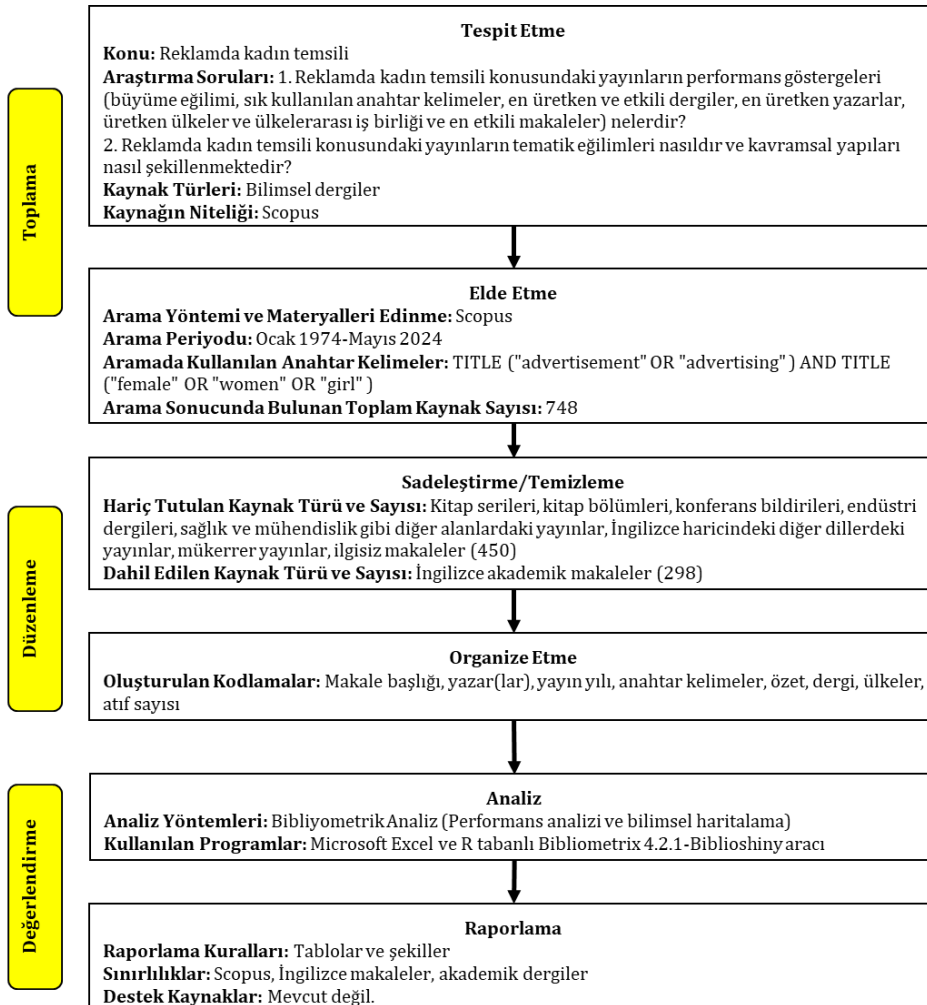 Toplama
Tespit Etme
Konu: Reklamda kadın temsili
Araştırma Soruları: 1. Reklamda kadın temsili konusundaki yayınların performans göstergeleri
(büyüme eğilimi, sık kullanılan anahtar kelimeler, en üretken ve etkili dergiler, en üretken yazarlar,
üretken ülkeler ve ülkelerarası iş birliği ve en etkili makaleler) nelerdir?
2. Reklamda kadın temsili konusundaki yayınların tematik eğilimleri nasıldır ve kavramsal yapıları
nasıl şekillenmektedir?
Kaynak Türleri: Bilimsel dergiler
Kaynağın Niteliği: Scopus
Elde Etme
Arama Yöntemi ve Materyalleri Edinme: Scopus
Arama Periyodu: Ocak 1974-Mayıs 2024
Aramada Kullanılan Anahtar Kelimeler: TITLE ("advertisement" OR "advertising" ) AND TITLE
("female" OR "women" OR "girl" )
Arama Sonucunda Bulunan Toplam Kaynak Sayısı: 748
Düzenleme
Sadeleştirme/Temizleme
Hariç Tutulan Kaynak Türü ve Sayısı: Kitap serileri, kitap bölümleri, konferans bildirileri, endüstri
dergileri, sağlık ve mühendislik gibi diğer alanlardaki yayınlar, İngilizce haricindeki diğer dillerdeki
yayınlar, mükerrer yayınlar, ilgisiz makaleler (450)
Dahil Edilen Kaynak Türü ve Sayısı: İngilizce akademik makaleler (298)
Organize Etme
Oluşturulan Kodlamalar: Makale başlığı, yazar(lar), yayın yılı, anahtar kelimeler, özet, dergi, ülkeler,
atıf sayısı
Değerlendirme
Analiz
Analiz Yöntemleri: Bibliyometrik Analiz (Performans analizi ve bilimsel haritalama)
Kullanılan Programlar: Microsoft Excel ve R tabanlı Bibliometrix 4.2.1-Biblioshiny aracı
Raporlama
Raporlama Kuralları: Tablolar ve şekiller
Sınırlılıklar: Scopus, İngilizce makaleler, akademik dergiler
Destek Kaynaklar: Mevcut değil.